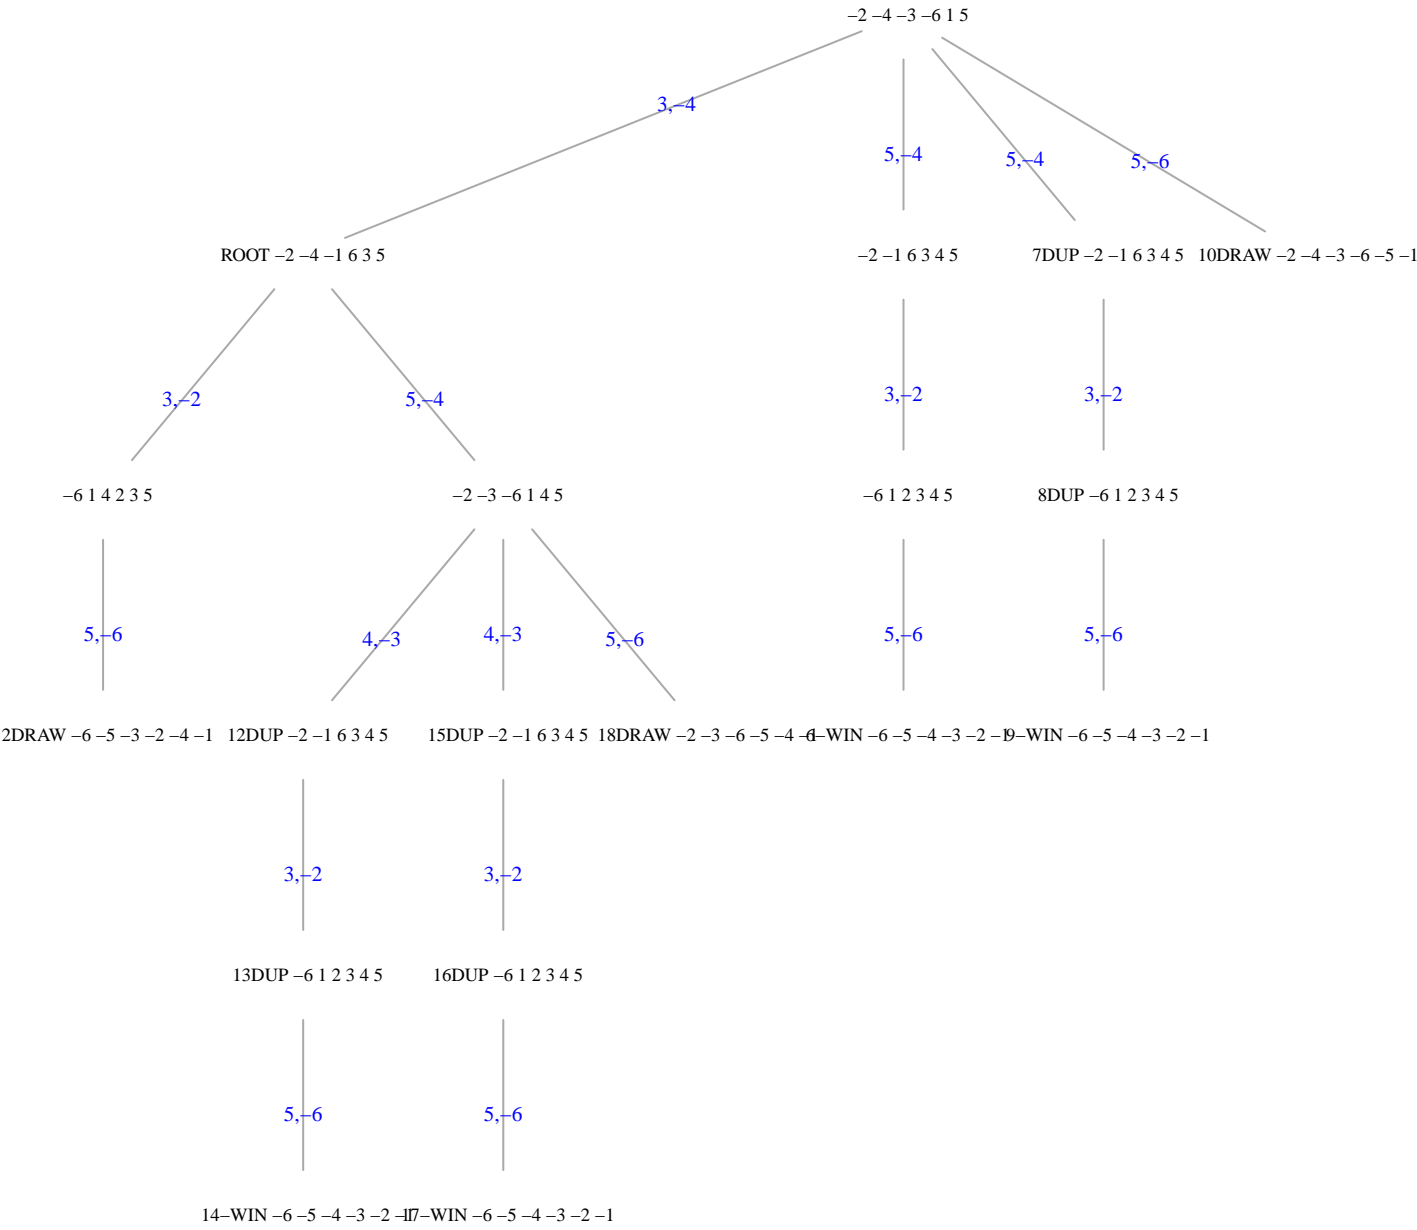 −2 −4 −3 −6 1 5
3,−4
5,−4
5,−4
5,−6
ROOT −2 −4 −1 6 3 5
−2 −1 6 3 4 5
7DUP −2 −1 6 3 4 5
10DRAW −2 −4 −3 −6 −5 −1
3,−2
5,−4
3,−2
3,−2
−6 1 4 2 3 5
−2 −3 −6 1 4 5
−6 1 2 3 4 5
8DUP −6 1 2 3 4 5
5,−6
4,−3
4,−3
5,−6
5,−6
5,−6
2DRAW −6 −5 −3 −2 −4 −1
12DUP −2 −1 6 3 4 5
15DUP −2 −1 6 3 4 5
18DRAW −2 −3 −6 −5 −4
−WIN −6 −5 −4 −3 −2
9−WIN −6 −5 −4 −3 −2 −1
3,−2
3,−2
13DUP −6 1 2 3 4 5
16DUP −6 1 2 3 4 5
5,−6
5,−6
14−WIN −6 −5 −4 −3 −2
17−WIN −6 −5 −4 −3 −2 −1